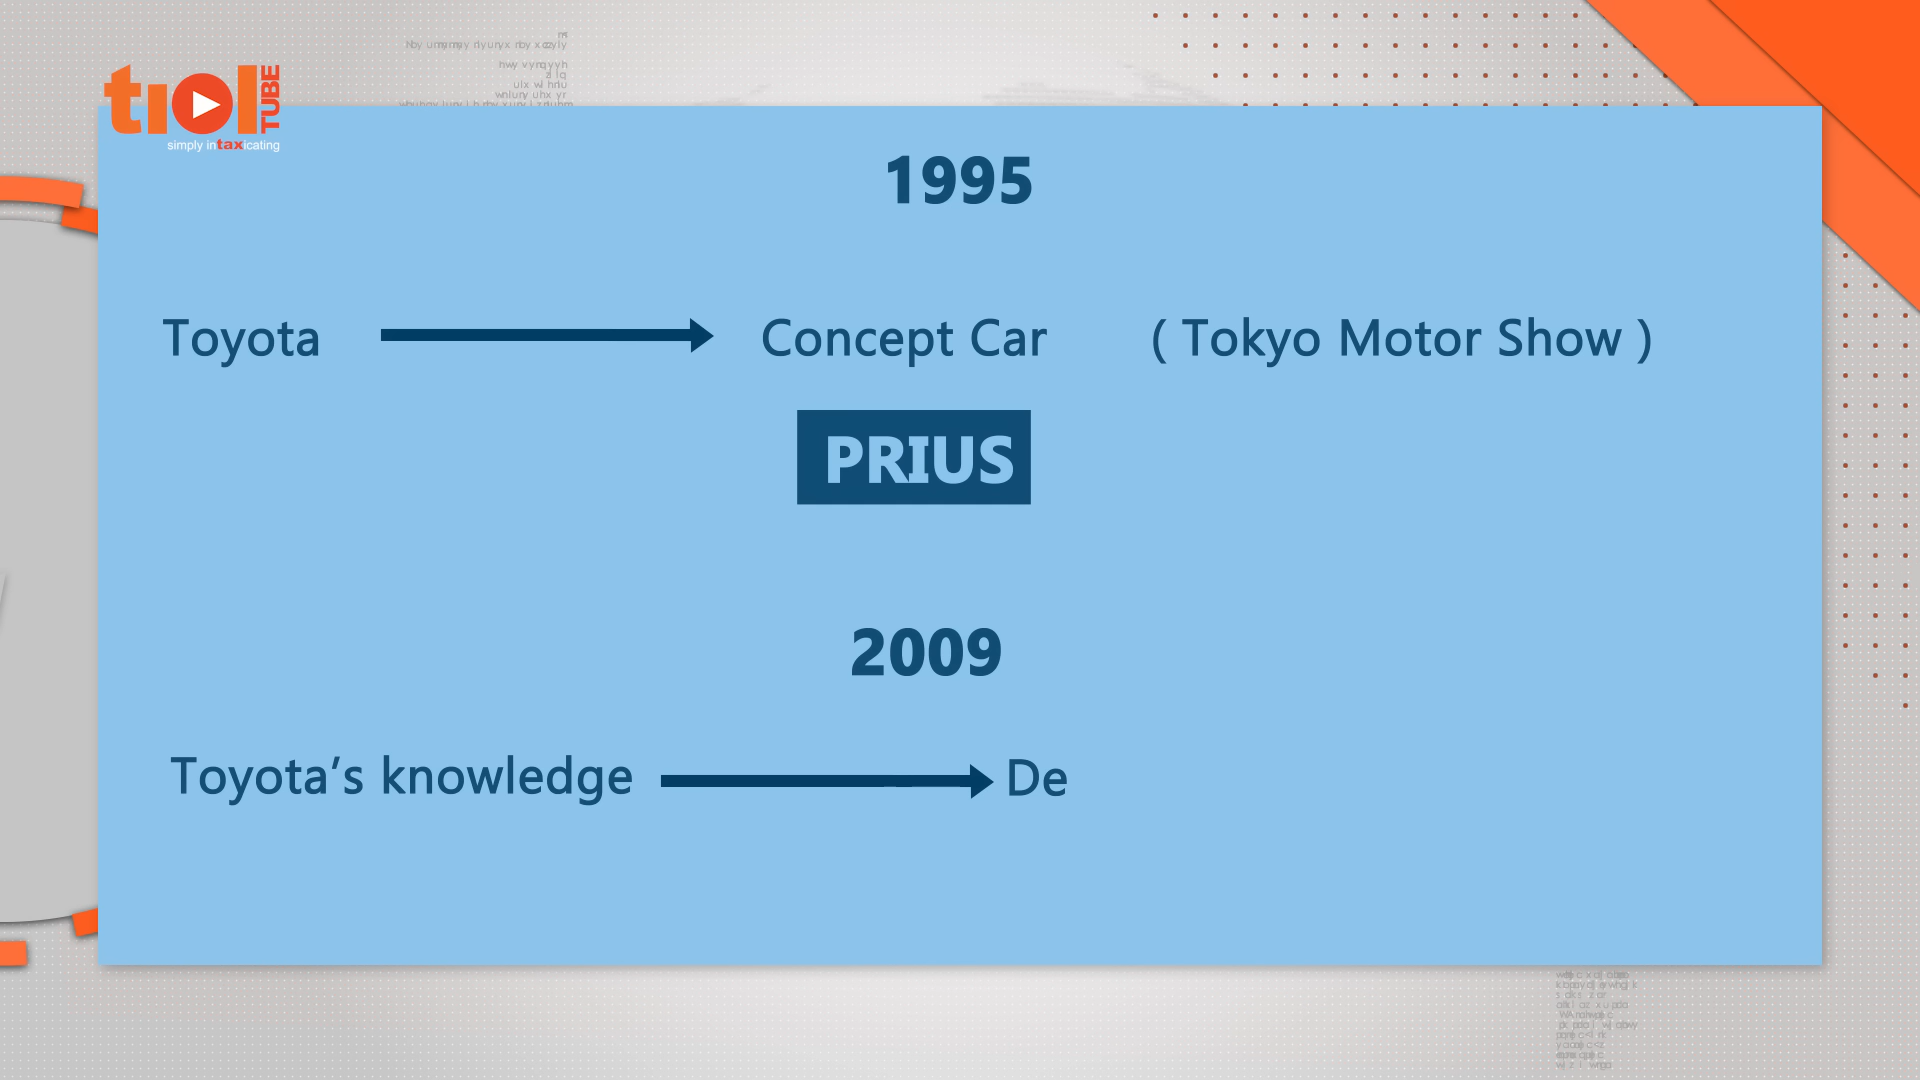 tiol TUBE
simply intaxicating
1995
Toyota Concept Car ( Tokyo Motor Show )
PRIUS
2009
Toyota’s knowledge De